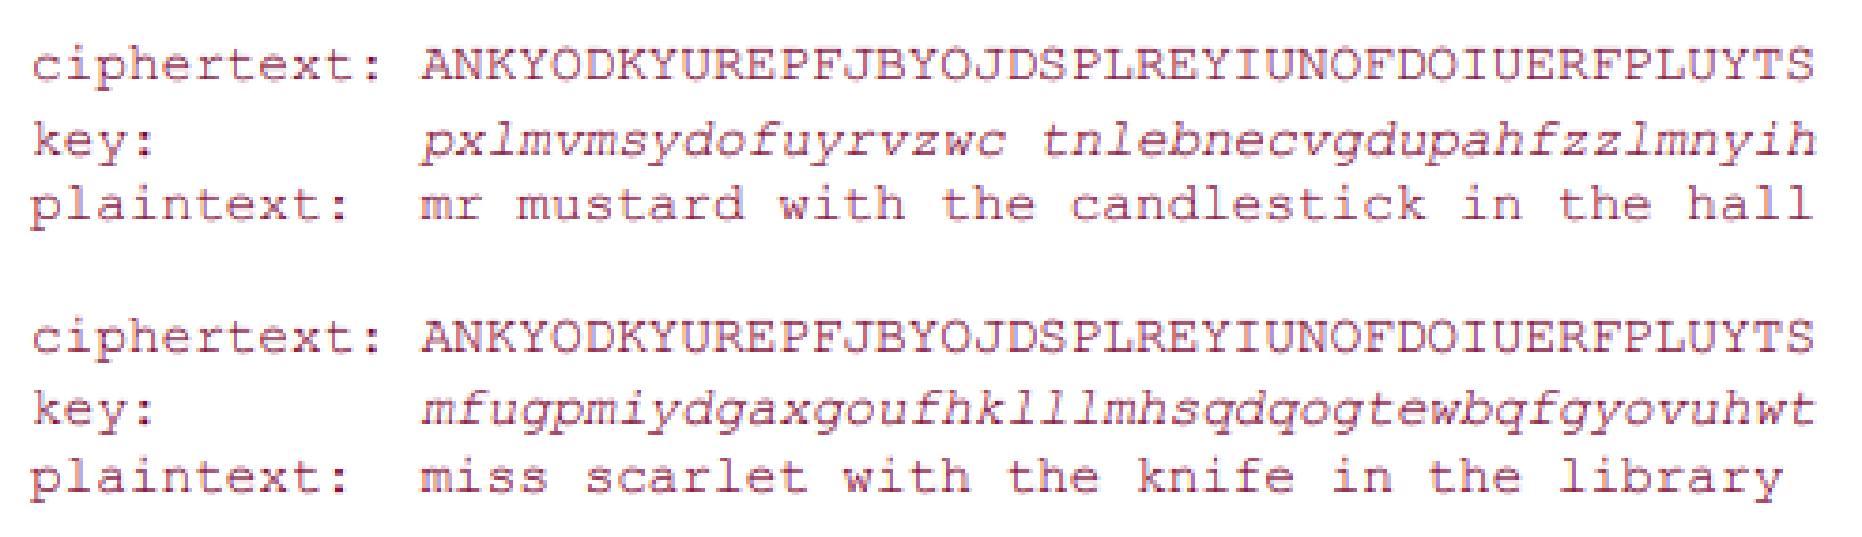 ciphertext: ANKYODKYUREPFJBYOJDSPLREYIUNOFDOIUERFPLUYTS
key: pxlmvmsydofuyrvzwc tnlebnecvgdupahfzzlmnyih
plaintext: mr mustard with the candlestick in the hall
ciphertext: ANKYODKYUREPFJBYOJDSPLREYIUNOFDOIUERFPLUYTS
key: mfugpmiydgaxgoufhklllmhsqdqogtewbqfgyovuhwt
plaintext: miss scarlet with the knife in the library